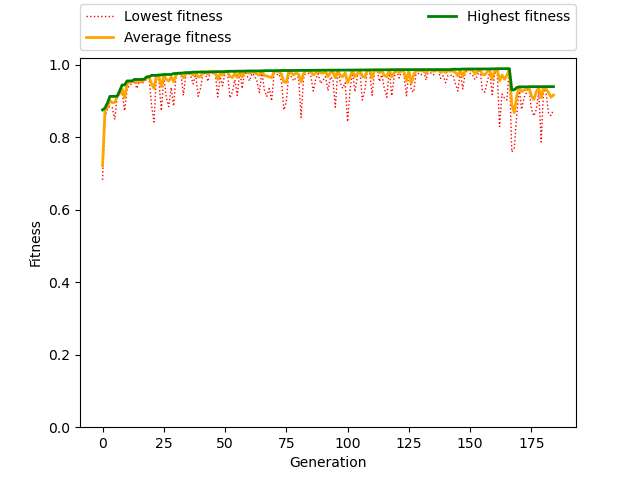 Lowest fitness
Average fitness
Highest fitness
1.0
0.8
0.6
0.4
0.2
0.0
Fitness
0 25 50 75 100 125 150 175
Generation